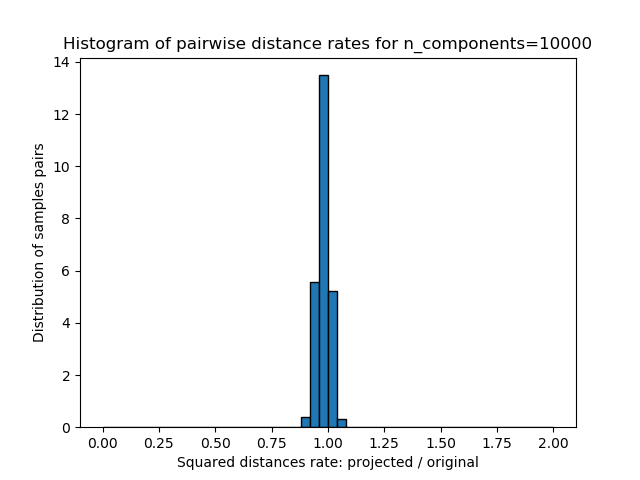 Histogram of pairwise distance rates for n_components=10000
Distribution of samples pairs
14
12
10
8
6
4
2
0
0.00 0.25 0.50 0.75 1.00 1.25 1.50 1.75 2.00
Squared distances rate: projected / original